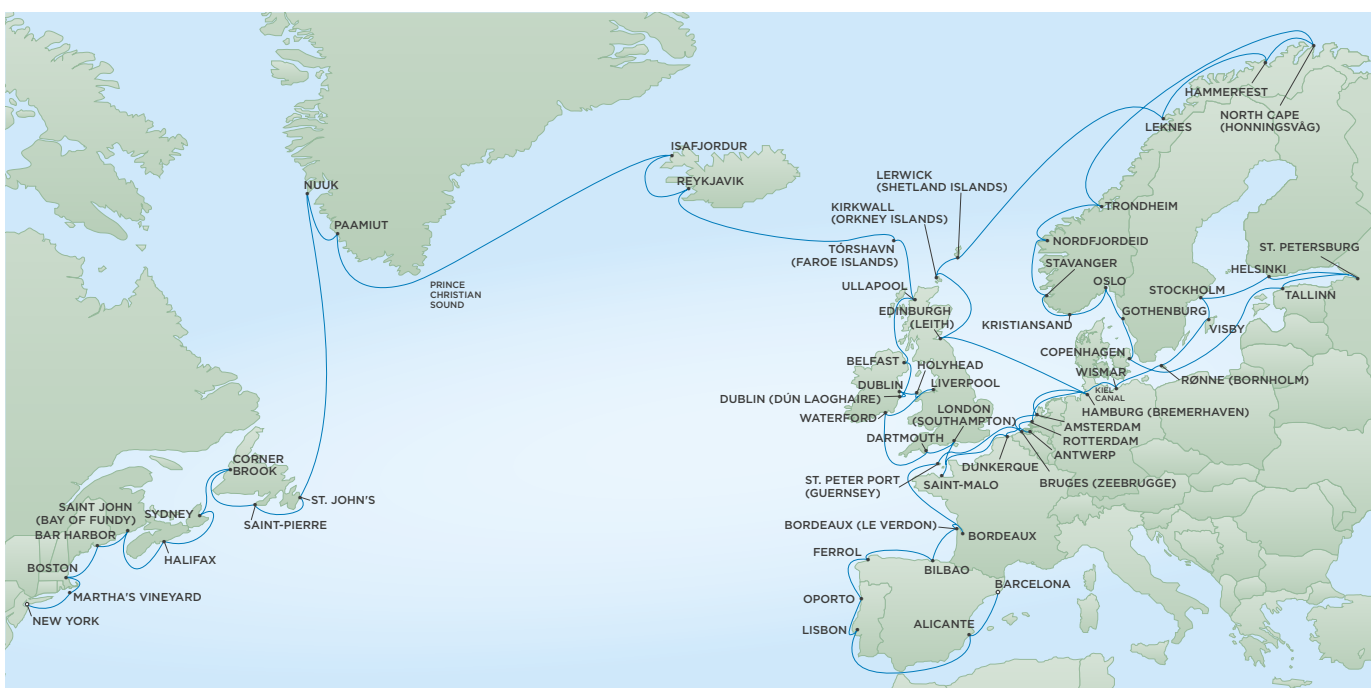 HAMMERFEST
NORTH CAPE
(HONNINGSVÅG)
LEKNES
ISAFJORDUR
REYKJAVIK
LERWICK
(SHETLAND ISLANDS)
KIRKWALL
(ORKNEY ISLANDS)
NUUK
PAAMIUT
PRINCE
CHRISTIAN
SOUND
TÓRSHAVN
(FAROE ISLANDS)
TRONDHEIM
NORDFJORDEID
STAVANGER
OSLO
KRISTIANSAND
ST. PETERSBURG
HELSINKI
STOCKHOLM
TALLINN
GOTHENBURG
VISBY
ULLAPOOL
EDINBURGH
(LEITH)
COPENHAGEN
WISMAR
RØNNE (BORNHOLM)
KIEL
CANAL
BELFAST
HOLYHEAD
DUBLIN
LIVERPOOL
DUBLIN (DÚN LAOGHAIRE)
WATERFORD
LONDON
(SOUTHAMPTON)
HAMBURG (BREMERHAVEN)
AMSTERDAM
ROTTERDAM
ANTWERP
DARTMOUTH
DUNKERQUE
BRUGES (ZEEBRUGGE)
ST. PETER PORT
(GUERNSEY)
SAINT-MALO
CORNER
BROOK
ST. JOHN'S
SAINT-PIERRE
SAINT JOHN
(BAY OF FUNDY)
SYDNEY
BAR HARBOR
HALIFAX
BOSTON
MARTHA'S VINEYARD
NEW YORK
BORDEAUX (LE VERDON)
BORDEAUX
FERROL
BILBAO
BARCELONA
OPORTO
LISBON
ALICANTE